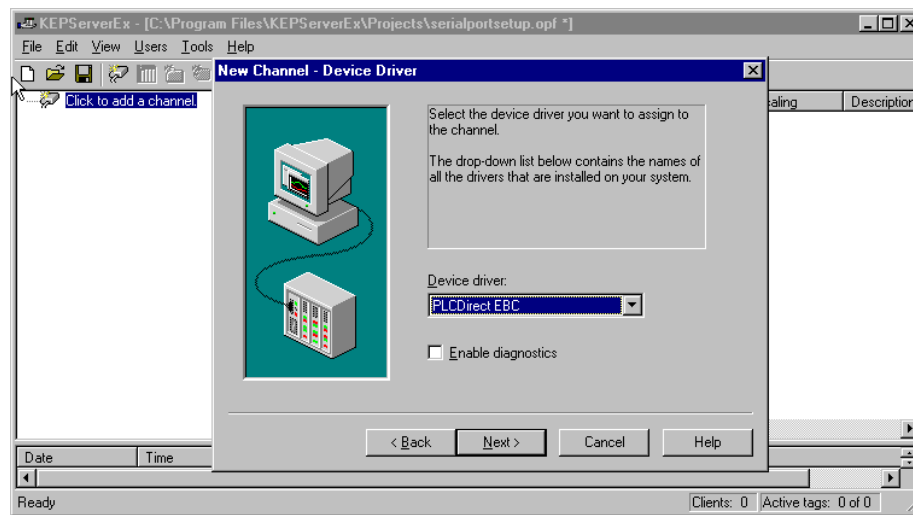 KEPServerEx - [C:\Program Files\KEPServerEx\Projects\serialportsetup.opf *]
File Edit View Users Tools Help
New Channel - Device Driver
Click to add a channel.
aling Description
Select the device driver you want to assign to
the channel.
The drop-down list below contains the names of
all the drivers that are installed on your system.
Device driver:
PLCDirect EBC
Enable diagnostics
< Back Next > Cancel Help
Date Time
Ready Clients: 0 Active tags: 0 of 0